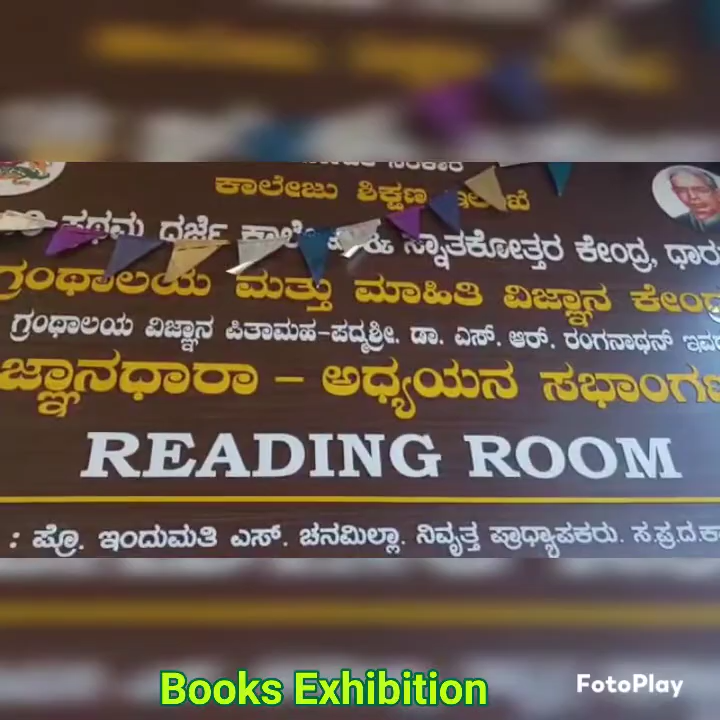 ಕಾಲೇಜು ಶಿಕ್ಷಣ
ದರ್ಜೆ ಸ್ನಾತಕೋತ್ತರ ಕೇಂದ್ರ,
ಗ್ರಂಥಾಲಯ ಮತ್ತು ಮಾಹಿತಿ ವಿಜ್ಞಾನ
ಗ್ರಂಥಾಲಯ ವಿಜ್ಞಾನ ಪಿತಾಮಹ-ಪದ್ಮಶ್ರೀ. ಡಾ. ಎಸ್. ಆರ್. ರಂಗನಾಥನ್
ಜ್ಞಾನಧಾರಾ - ಅಧ್ಯಯನ
READING ROOM
: ಪ್ರೊ. ಇಂದುಮತಿ ಎಸ್. ಚನಮಿಲ್ಲಾ. ನಿವೃತ್ತ ಪ್ರಾಧ್ಯಾಪಕರು. ಸ.ಪ್ರ.ದ.
Books Exhibition
FotoPlay